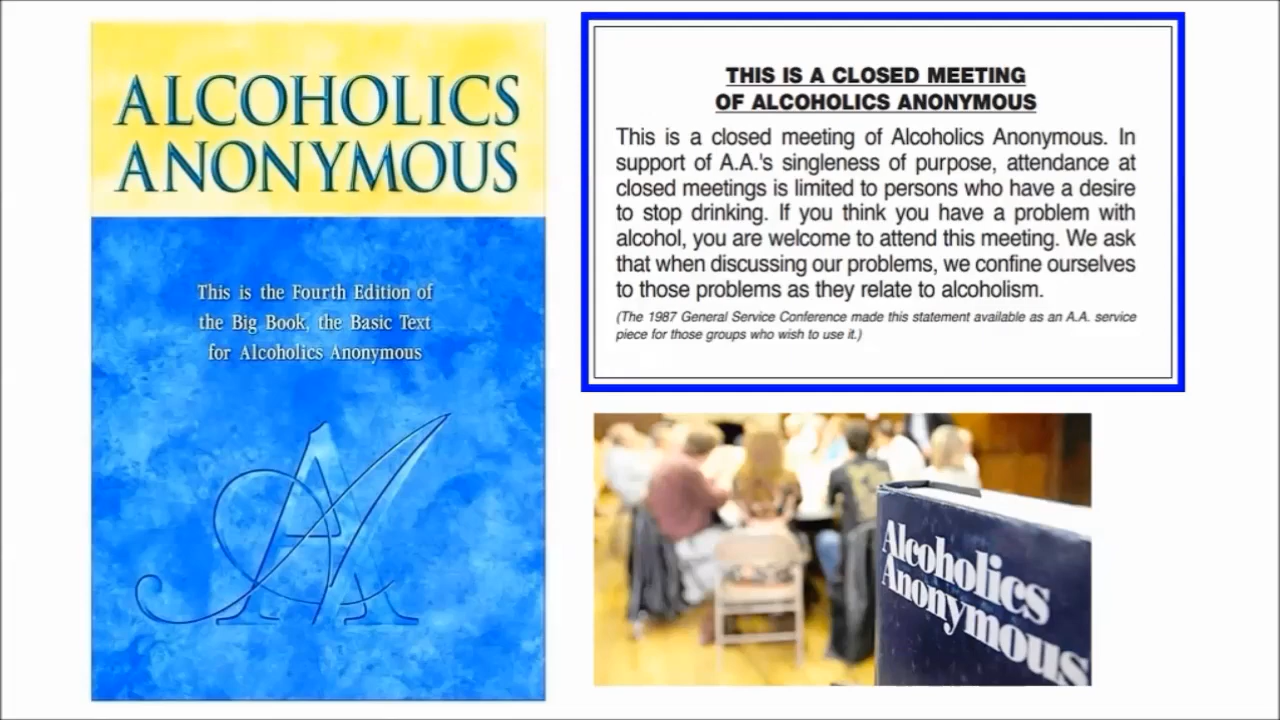 ALCOHOLICS
ANONYMOUS
This is the Fourth Edition of
the Big Book, the Basic Text
for Alcoholics Anonymous
AA
THIS IS A CLOSED MEETING
OF ALCOHOLICS ANONYMOUS
This is a closed meeting of Alcoholics Anonymous. In
support of A.A.'s singleness of purpose, attendance at
closed meetings is limited to persons who have a desire
to stop drinking. If you think you have a problem with
alcohol, you are welcome to attend this meeting. We ask
that when discussing our problems, we confine ourselves
to those problems as they relate to alcoholism.
(The 1987 General Service Conference made this statement available as an A.A. service
piece for those groups who wish to use it.)
Alcoholics
Anonymous